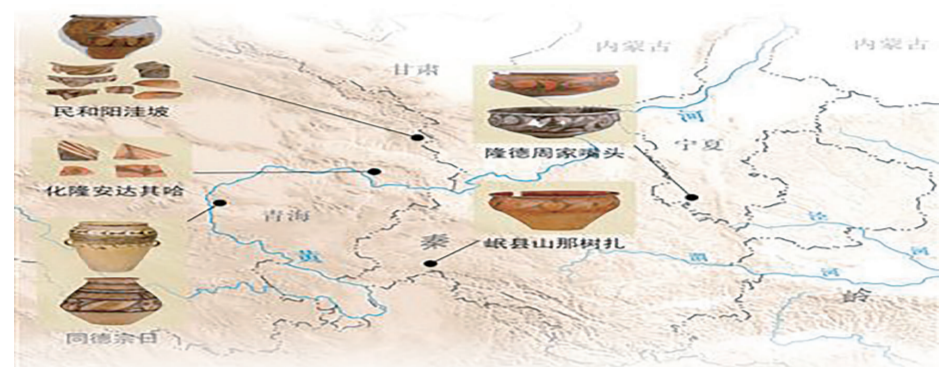 内蒙古
内蒙古
甘肃
民和阳洼坡
河
宁夏
隆德周家嘴头
化隆安达其哈
青海
黄
秦
岷县山那树扎
泾
河
渭
河
岭
同德宗日